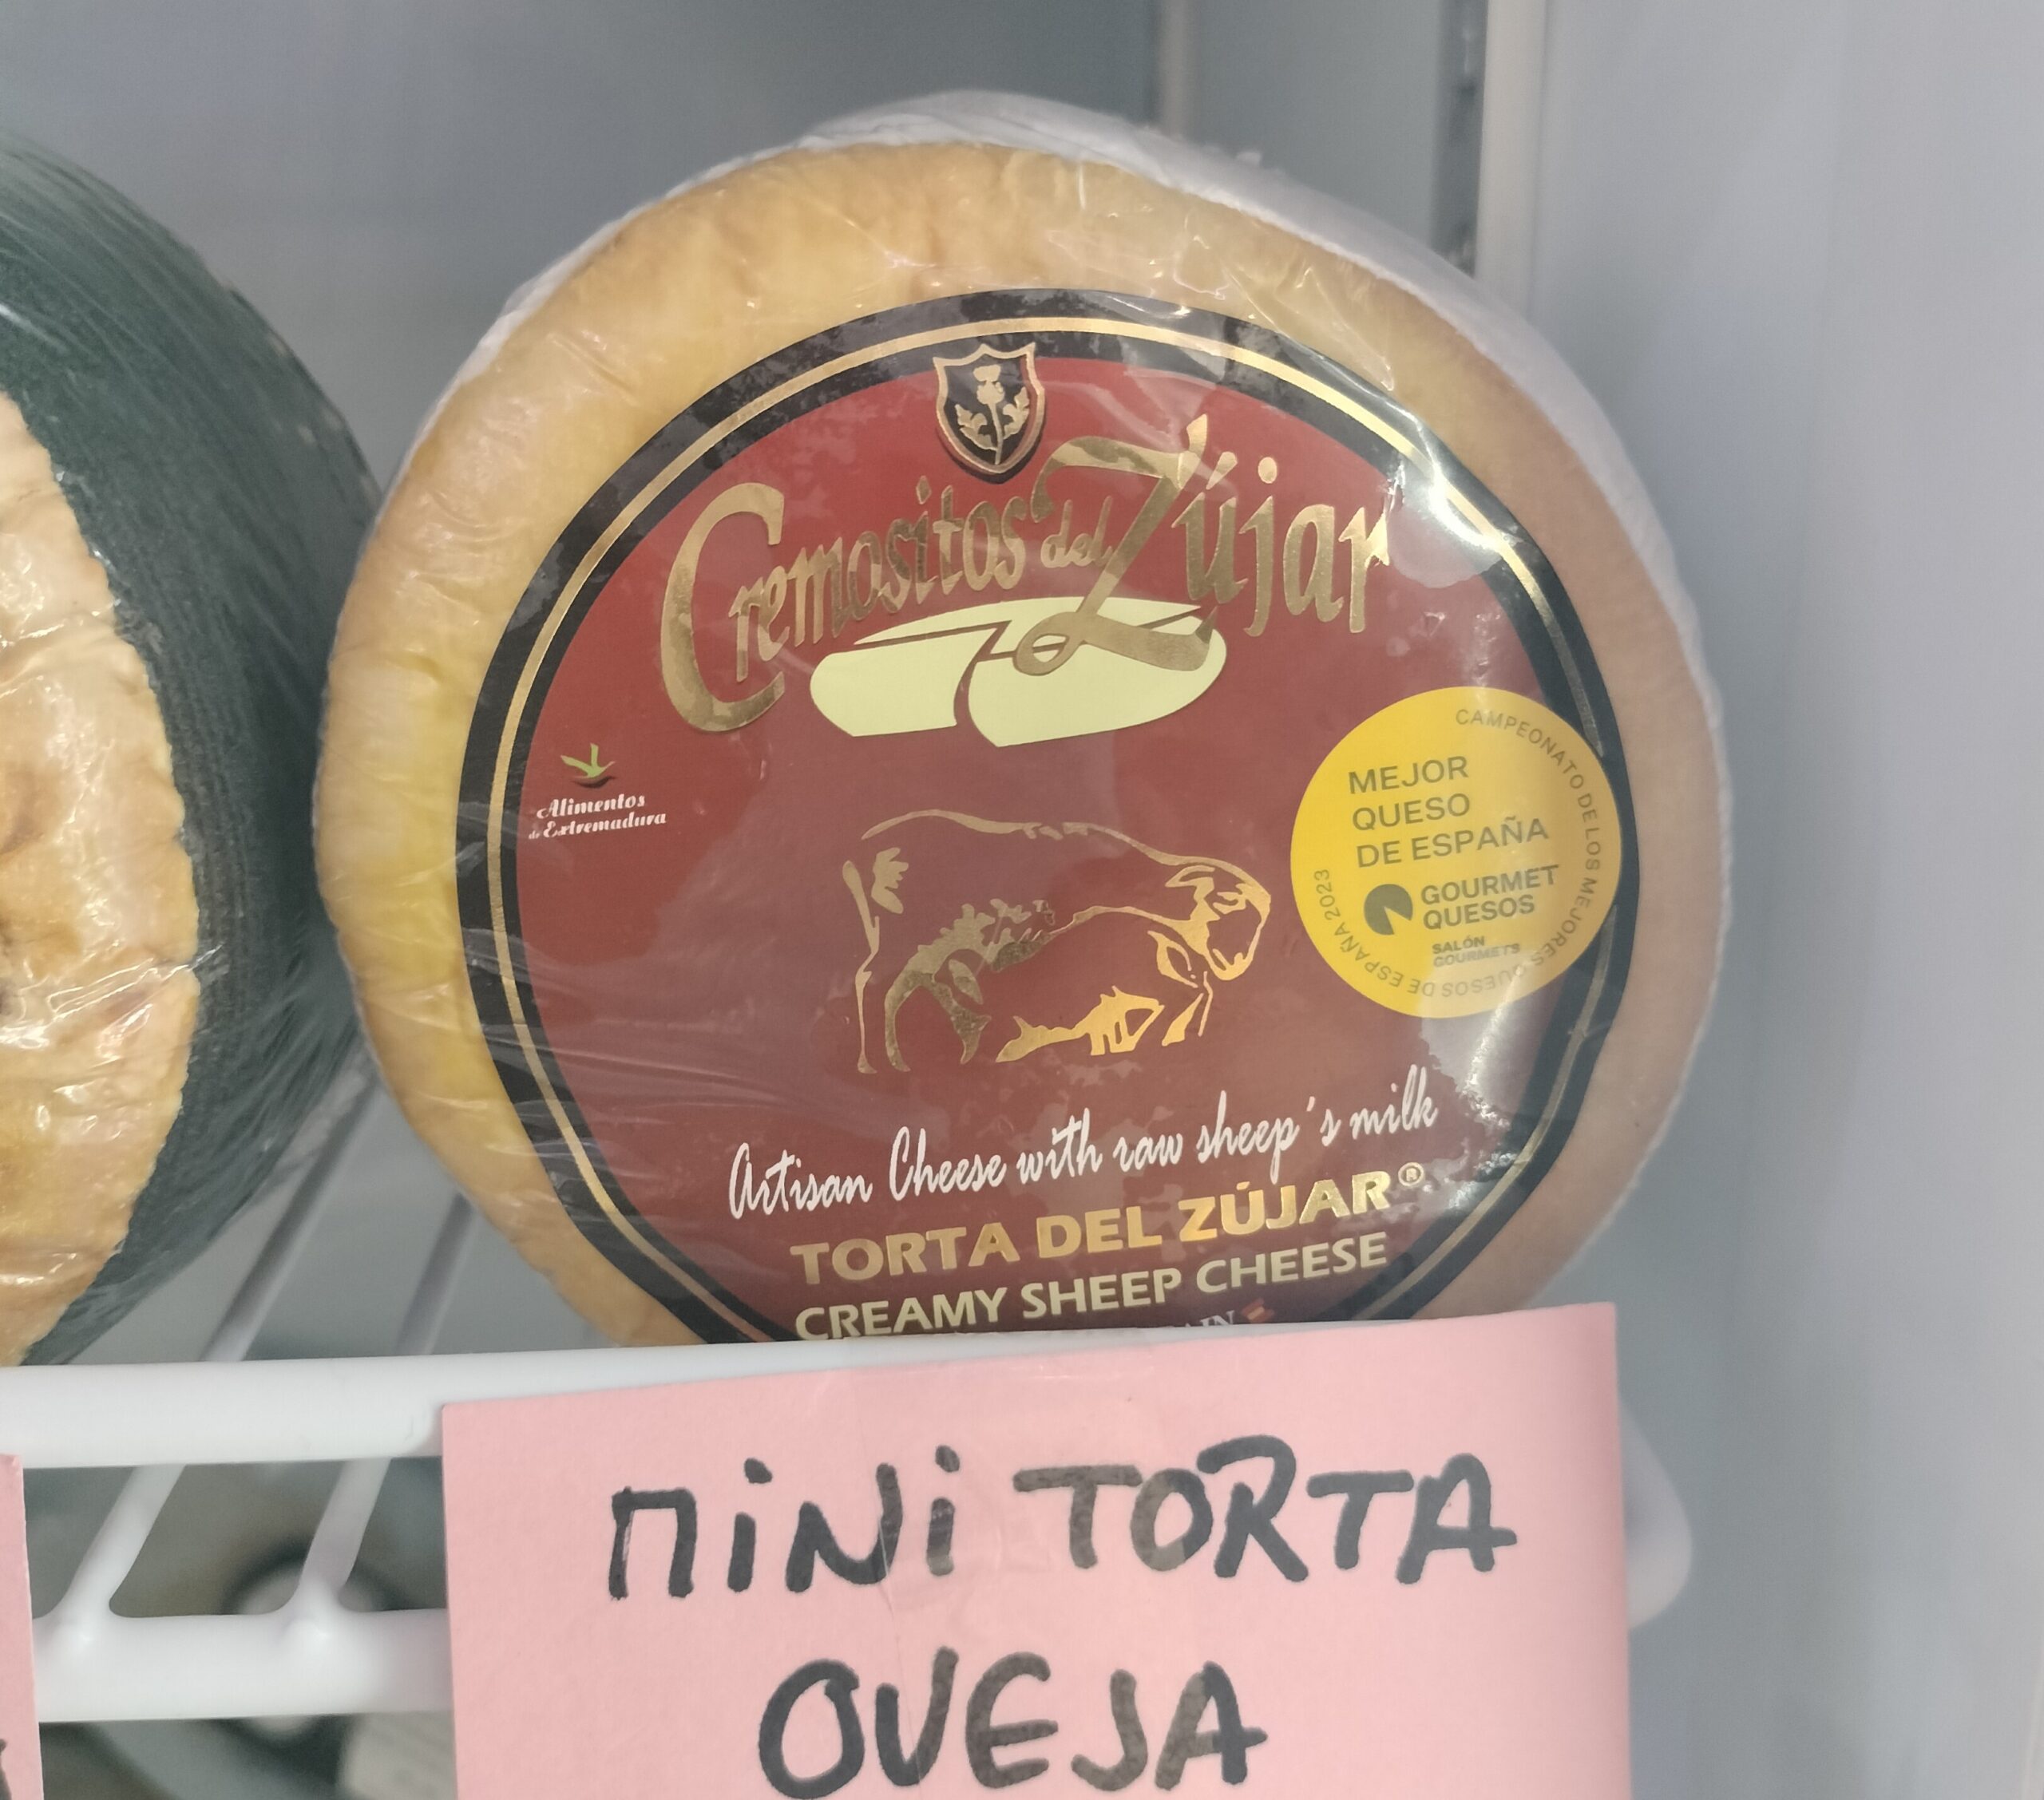 Cremositos del Zújar
Alimentos
de Extremadura
MEJOR
QUESO
DE ESPAÑA
GOURMET
QUESOS
SALÓN
GOURMETS
CAMPEONATO DE LOS MEJORES QUESOS DE ESPAÑA 2023
Artisan Cheese with raw sheep´s milk
TORTA DEL ZÚJAR®
CREAMY SHEEP CHEESE
MiNi TORTA
OVEJA